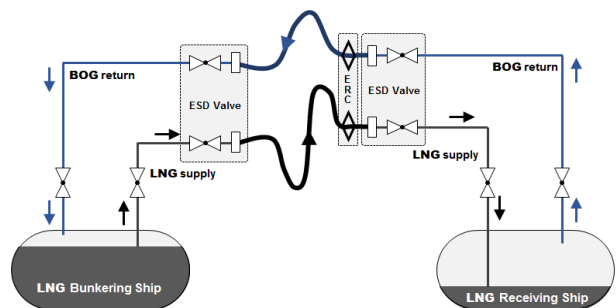 BOG return
ESD Valve
LNG supply
E
R
C
ESD Valve
BOG return
LNG supply
LNG Bunkering Ship
LNG Receiving Ship